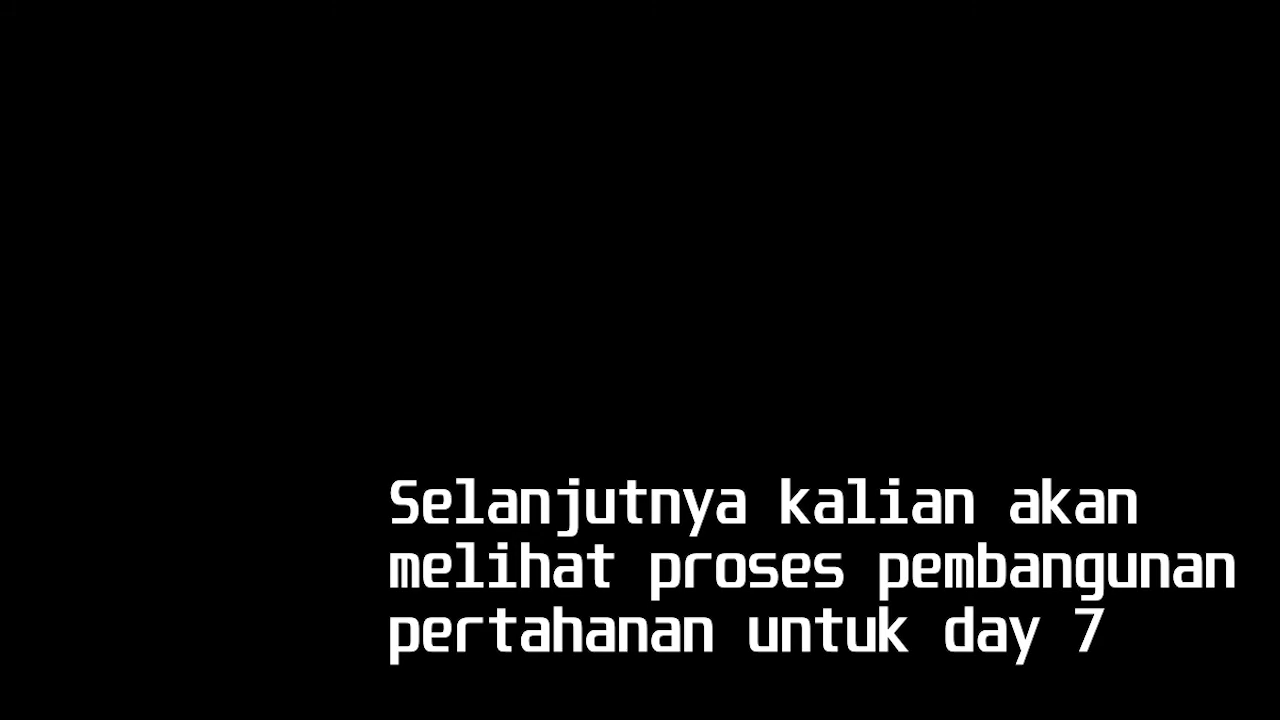 Selanjutnya kalian akan
melihat proses pembangunan
pertahanan untuk day 7